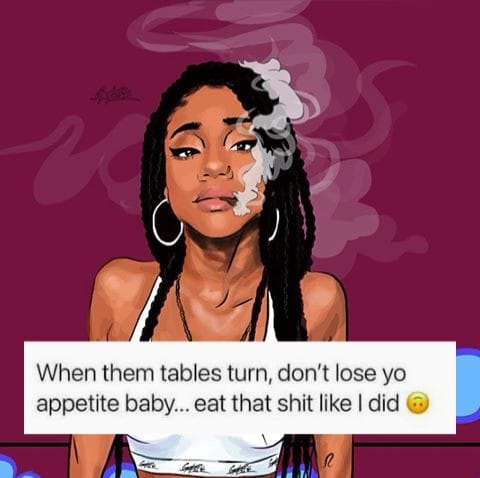 When them tables turn, don't lose yo
appetite baby... eat that shit like I did 🙃